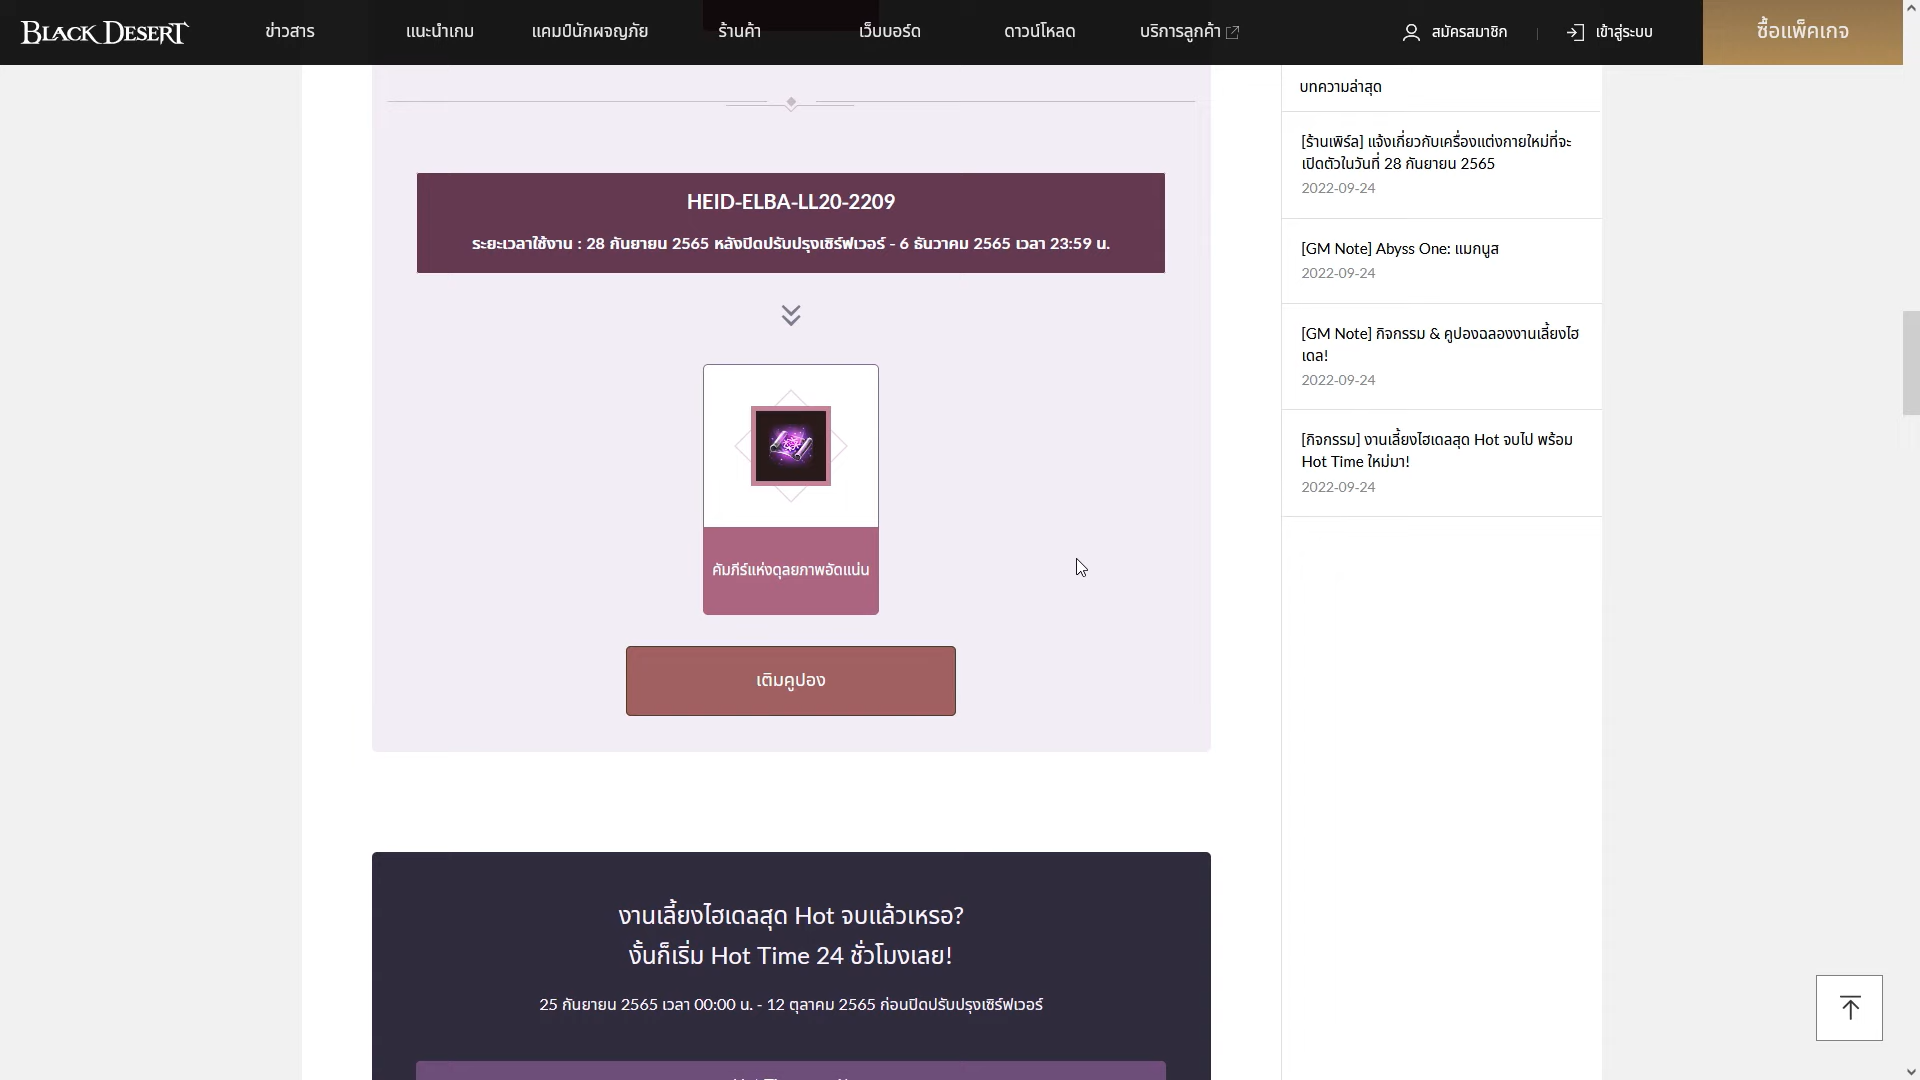 BLACK DESERT
ข่าวสาร
แนะนำเกม
แคมป์นักผจญภัย
ร้านค้า
เว็บบอร์ด
ดาวน์โหลด
บริการลูกค้า
สมัครสมาชิก
เข้าสู่ระบบ
ซื้อแพ็คเกจ
HEID-ELBA-LL20-2209
ระยะเวลาใช้งาน : 28 กันยายน 2565 หลังปิดปรับปรุงเซิร์ฟเวอร์ - 6 ธันวาคม 2565 เวลา 23:59 น.
คัมภีร์แห่งดุลยภาพอัดแน่น
เติมคูปอง
งานเลี้ยงไฮเดลสุด Hot จบแล้วเหรอ?
งั้นก็เริ่ม Hot Time 24 ชั่วโมงเลย!
25 กันยายน 2565 เวลา 00:00 น. - 12 ตุลาคม 2565 ก่อนปิดปรับปรุงเซิร์ฟเวอร์
บทความล่าสุด
[ร้านเพิร์ล] แจ้งเกี่ยวกับเครื่องแต่งกายใหม่ที่จะ
เปิดตัวในวันที่ 28 กันยายน 2565
2022-09-24
[GM Note] Abyss One: แมกนูส
2022-09-24
[GM Note] กิจกรรม & คูปองฉลองงานเลี้ยงไฮ
เดล!
2022-09-24
[กิจกรรม] งานเลี้ยงไฮเดลสุด Hot จบไป พร้อม
Hot Time ใหม่มา!
2022-09-24